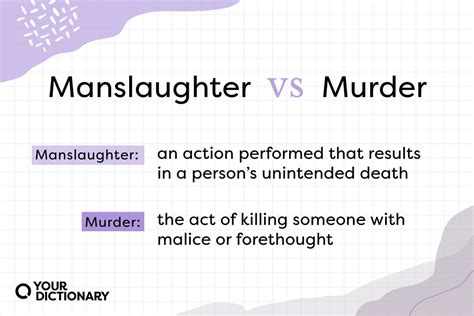 Manslaughter vs Murder
Manslaughter: an action performed that results
in a person's unintended death
Murder: the act of killing someone with
malice or forethought
YOUR
DICTIONARY